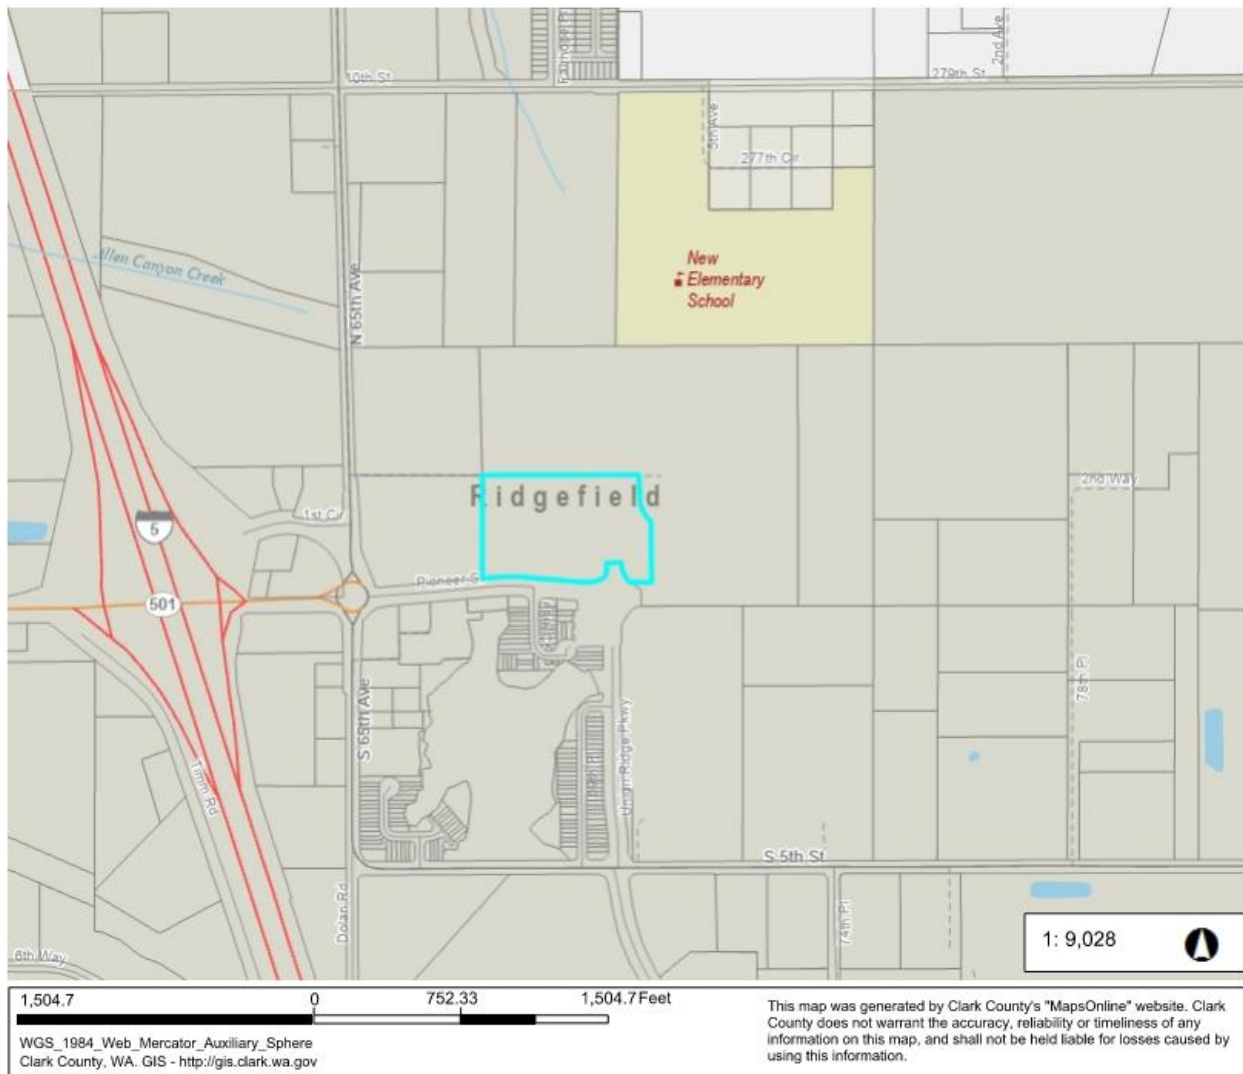 2nd Ave
10th St
279th St
5th Ave
277th Cir
New
Elementary
School
Allen Canyon Creek
N 65th Ave
Ridgefield
2nd Way
1st Cir
5
Pioneer S
501
S 65th Ave
78th Pl
Union Ridge Pkwy
Timm Rd
S 5th St
Dolan Rd
74th Pl
6th Way
1: 9,028
1,504.7
0
752.33
1,504.7 Feet
WGS_1984_Web_Mercator_Auxiliary_Sphere
Clark County, WA. GIS - http://gis.clark.wa.gov
This map was generated by Clark County's "MapsOnline" website. Clark
County does not warrant the accuracy, reliability or timeliness of any
information on this map, and shall not be held liable for losses caused by
using this information.